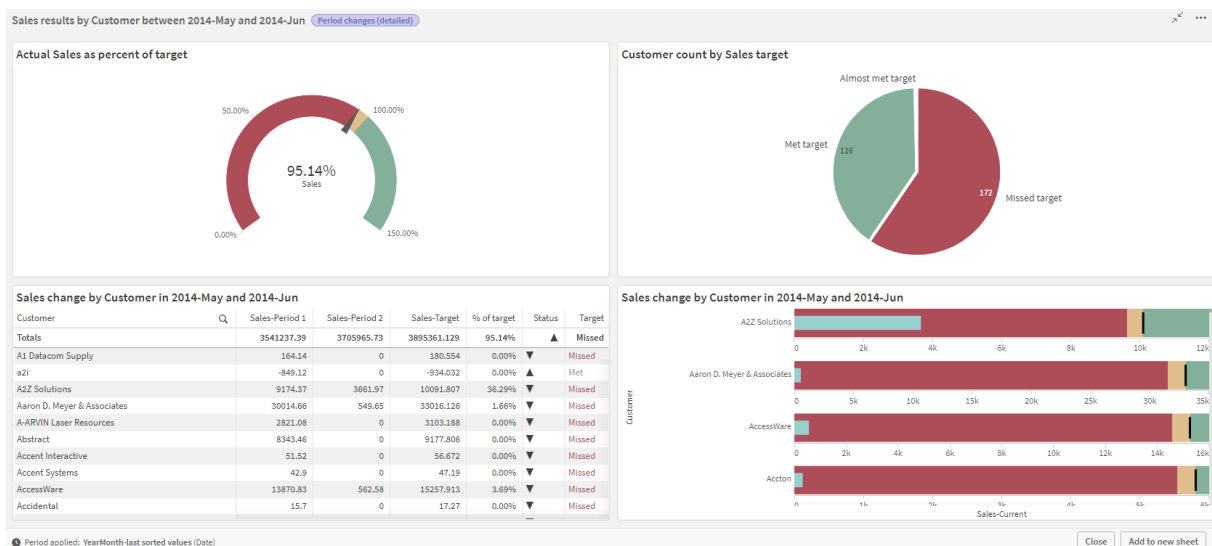 Sales results by Customer between 2014-May and 2014-Jun Period changes (detailed)
Actual Sales as percent of target
50.00% 100.00%
95.14%
Sales
0.00% 150.00%
Customer count by Sales target
Almost met target
Met target 116
172 Missed target
Sales change by Customer in 2014-May and 2014-Jun
Customer Sales-Period 1 Sales-Period 2 Sales-Target % of target Status Target
Totals 3541237.39 3705965.73 3895361.129 95.14% ▲ Missed
A1 Datacom Supply 164.14 0 180.554 0.00% ▼ Missed
a2i -849.12 0 -934.032 0.00% ▲ Met
A2Z Solutions 9174.37 3661.97 10091.807 36.29% ▼ Missed
Aaron D. Meyer & Associates 30014.66 549.65 33016.126 1.66% ▼ Missed
A-ARVIN Laser Resources 2821.08 0 3103.188 0.00% ▼ Missed
Abstract 8343.46 0 9177.806 0.00% ▼ Missed
Accent Interactive 51.52 0 56.672 0.00% ▼ Missed
Accent Systems 42.9 0 47.19 0.00% ▼ Missed
AccessWare 13870.83 562.58 15257.913 3.69% ▼ Missed
Accidental 15.7 0 17.27 0.00% ▼ Missed
Sales change by Customer in 2014-May and 2014-Jun
Customer
A2Z Solutions
0 2k 4k 6k 8k 10k 12k
Aaron D. Meyer & Associates
0 5k 10k 15k 20k 25k 30k 35k
AccessWare
0 2k 4k 6k 8k 10k 12k 14k 16k
Accton
0 1k 2k 3k 4k 5k 6k
Sales-Current
Period applied: YearMonth-last sorted values (Date)
Close Add to new sheet